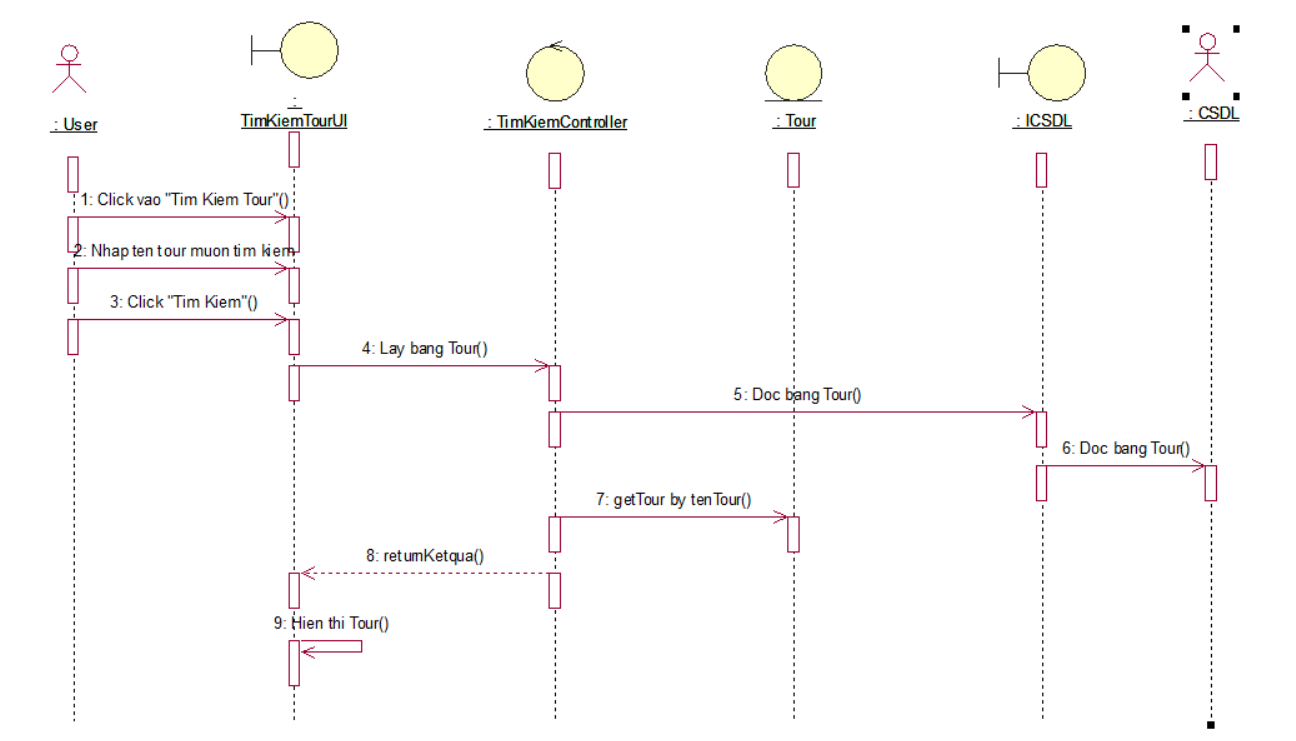 : User
:
TimKiemTourUI
: TimKiemController
: Tour
: ICSDL
: CSDL
1: Click vao "Tim Kiem Tour"()
2: Nhap ten tour muon tim kiem
3: Click "Tim Kiem"()
4: Lay bang Tour()
5: Doc bang Tour()
6: Doc bang Tour()
7: getTour by tenTour()
8: returnKetqua()
9: Hien thi Tour()